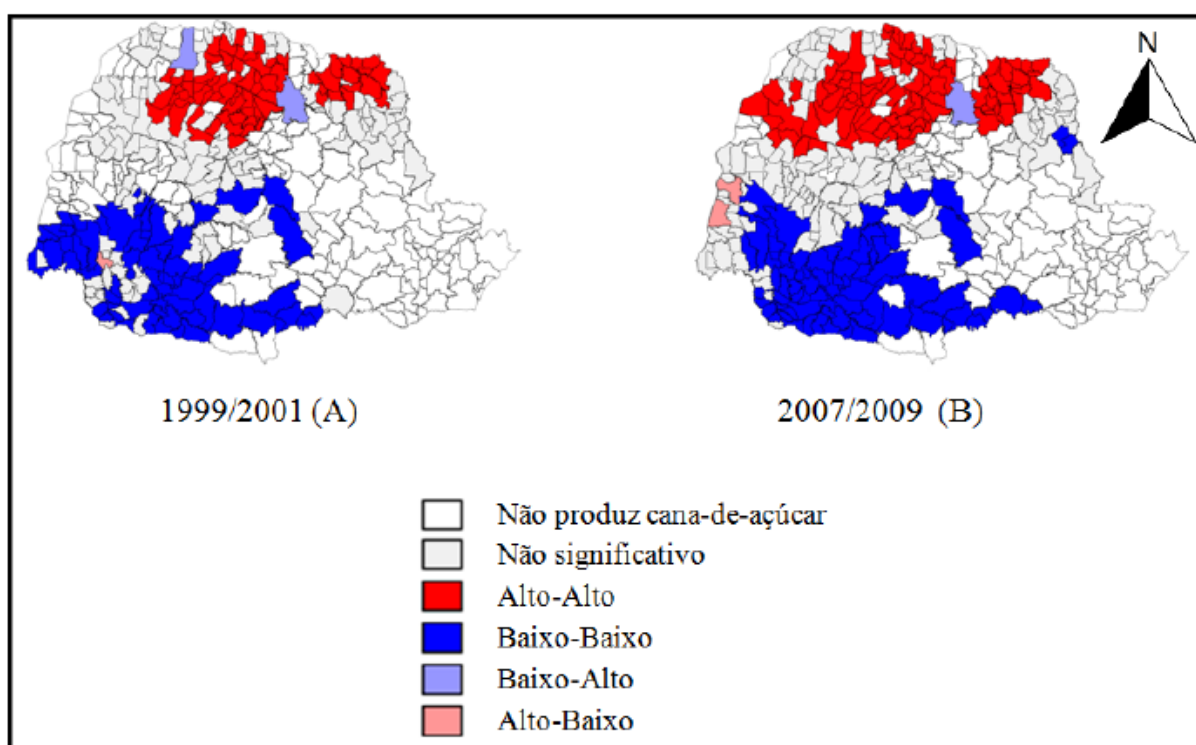 N
1999/2001 (A)
2007/2009 (B)
Não produz cana-de-açúcar
Não significativo
Alto-Alto
Baixo-Baixo
Baixo-Alto
Alto-Baixo